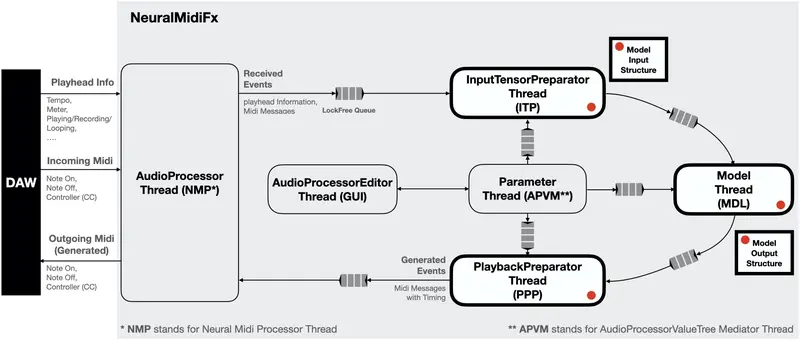 NeuralMidiFx
DAW
Playhead Info
Tempo,
Meter,
Playing/Recording/
Looping,
....
Incoming Midi
Note On,
Note Off,
Controller (CC)
Outgoing Midi
(Generated)
Note On,
Note Off,
Controller (CC)
AudioProcessor
Thread (NMP*)
Received
Events
playhead Information,
Midi Messages
LockFree Queue
InputTensorPreparator
Thread
(ITP)
Model
Input
Structure
AudioProcessorEditor
Thread (GUI)
Parameter
Thread (APVM**)
Model
Thread
(MDL)
Model
Output
Structure
Generated
Events
Midi Messages
with Timing
PlaybackPreparator
Thread
(PPP)
* NMP stands for Neural Midi Processor Thread
** APVM stands for AudioProcessorValueTree Mediator Thread